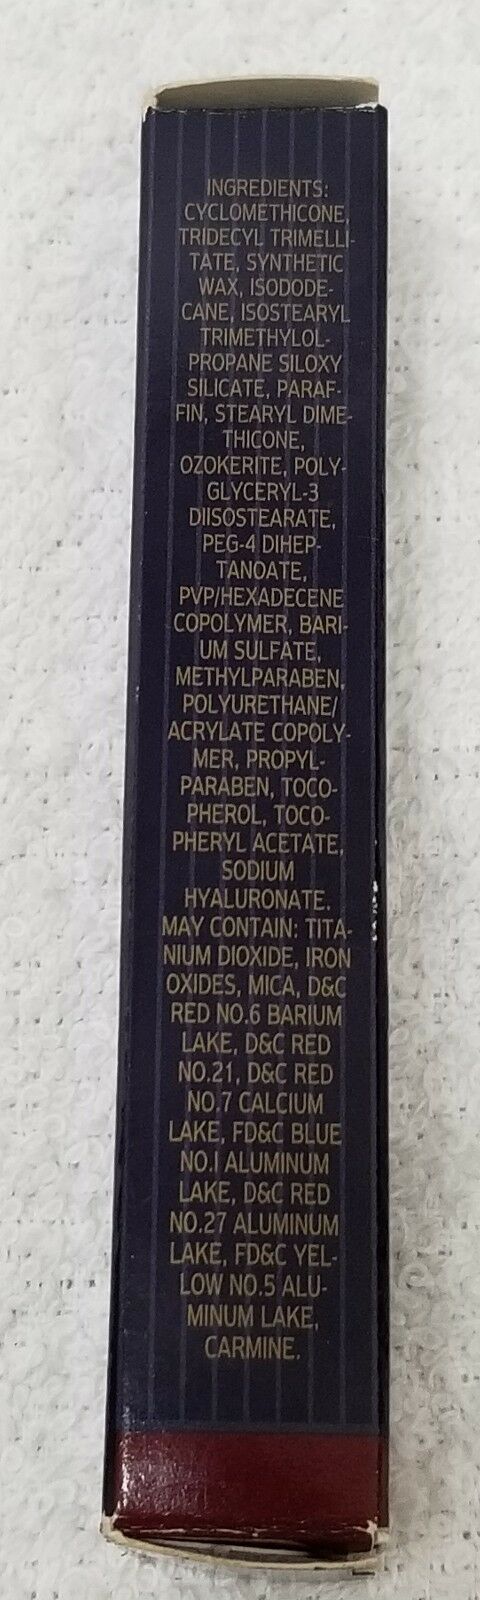 INGREDIENTS:
CYCLOMETHICONE,
TRIDECYL TRIMELLI-
TATE, SYNTHETIC
WAX, ISODODE-
CANE, ISOSTEARYL
TRIMETHYLOL-
PROPANE SILOXY
SILICATE, PARAF-
FIN, STEARYL DIME-
THICONE,
OZOKERITE, POLY-
GLYCERYL-3
DIISOSTEARATE,
PEG-4 DIHEP-
TANOATE,
PVP/HEXADECENE
COPOLYMER, BARI-
UM SULFATE,
METHYLPARABEN,
POLYURETHANE/
ACRYLATE COPOLY-
MER, PROPYL-
PARABEN, TOCO-
PHEROL, TOCO-
PHERYL ACETATE,
SODIUM
HYALURONATE.
MAY CONTAIN: TITA-
NIUM DIOXIDE, IRON
OXIDES, MICA, D&C
RED NO.6 BARIUM
LAKE, D&C RED
NO.21, D&C RED
NO.7 CALCIUM
LAKE, FD&C BLUE
NO.1 ALUMINUM
LAKE, D&C RED
NO.27 ALUMINUM
LAKE, FD&C YEL-
LOW NO.5 ALU-
MINUM LAKE,
CARMINE.